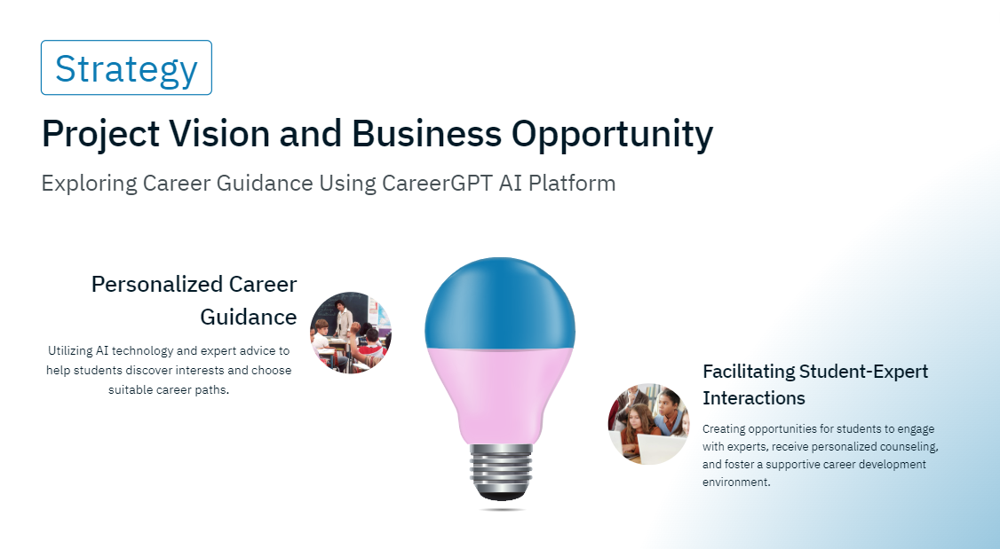 Strategy
Project Vision and Business Opportunity
Exploring Career Guidance Using CareerGPT AI Platform
Personalized Career
Guidance
Utilizing AI technology and expert advice to
help students discover interests and choose
suitable career paths.
Facilitating Student-Expert
Interactions
Creating opportunities for students to engage
with experts, receive personalized counseling,
and foster a supportive career development
environment.